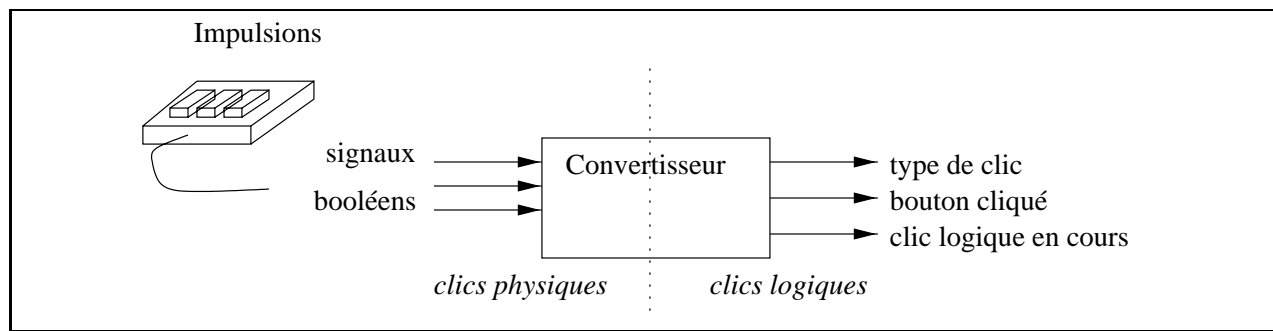 Impulsions
signaux
booléens
Convertisseur
type de clic
bouton cliqué
clic logique en cours
clics physiques
clics logiques